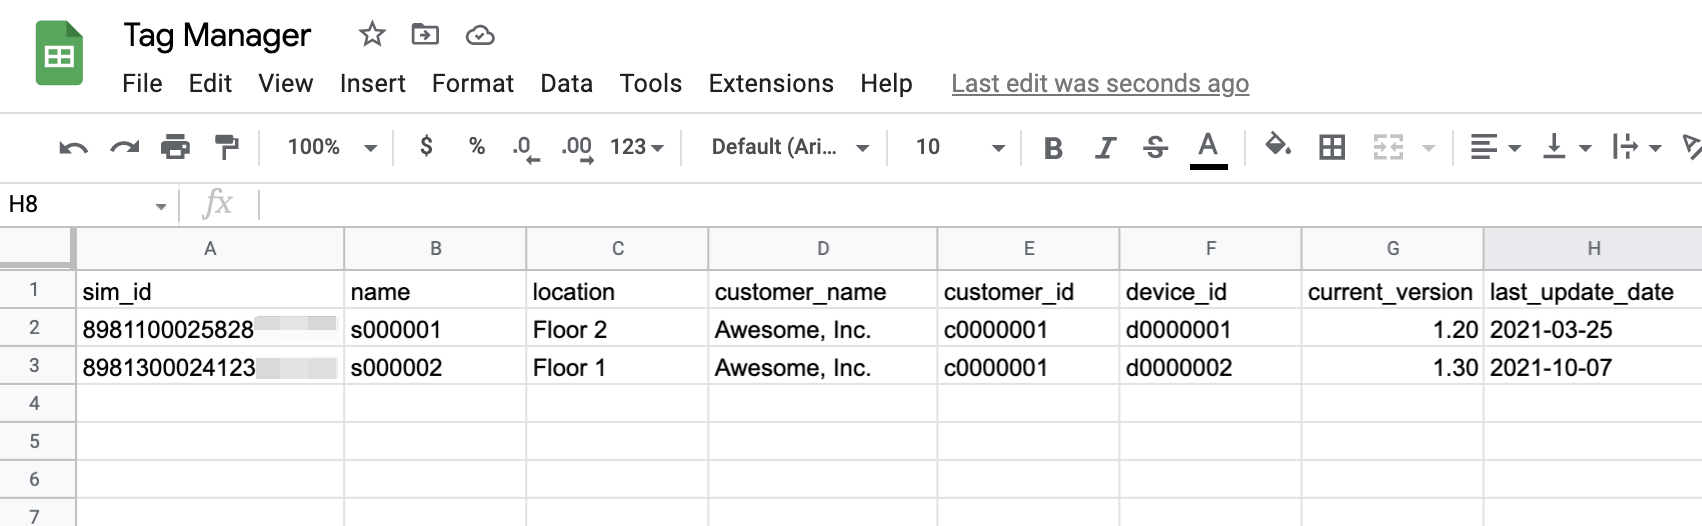 Tag Manager
File Edit View Insert Format Data Tools Extensions Help Last edit was seconds ago
100% $ % .0 .00 123 Default (Ari... 10 B I S A
H8 fx
A B C D E F G H
1 sim_id name location customer_name customer_id device_id current_version last_update_date
2 8981100025828 s000001 Floor 2 Awesome, Inc. c0000001 d0000001 1.20 2021-03-25
3 8981300024123 s000002 Floor 1 Awesome, Inc. c0000001 d0000002 1.30 2021-10-07
4
5
6
7